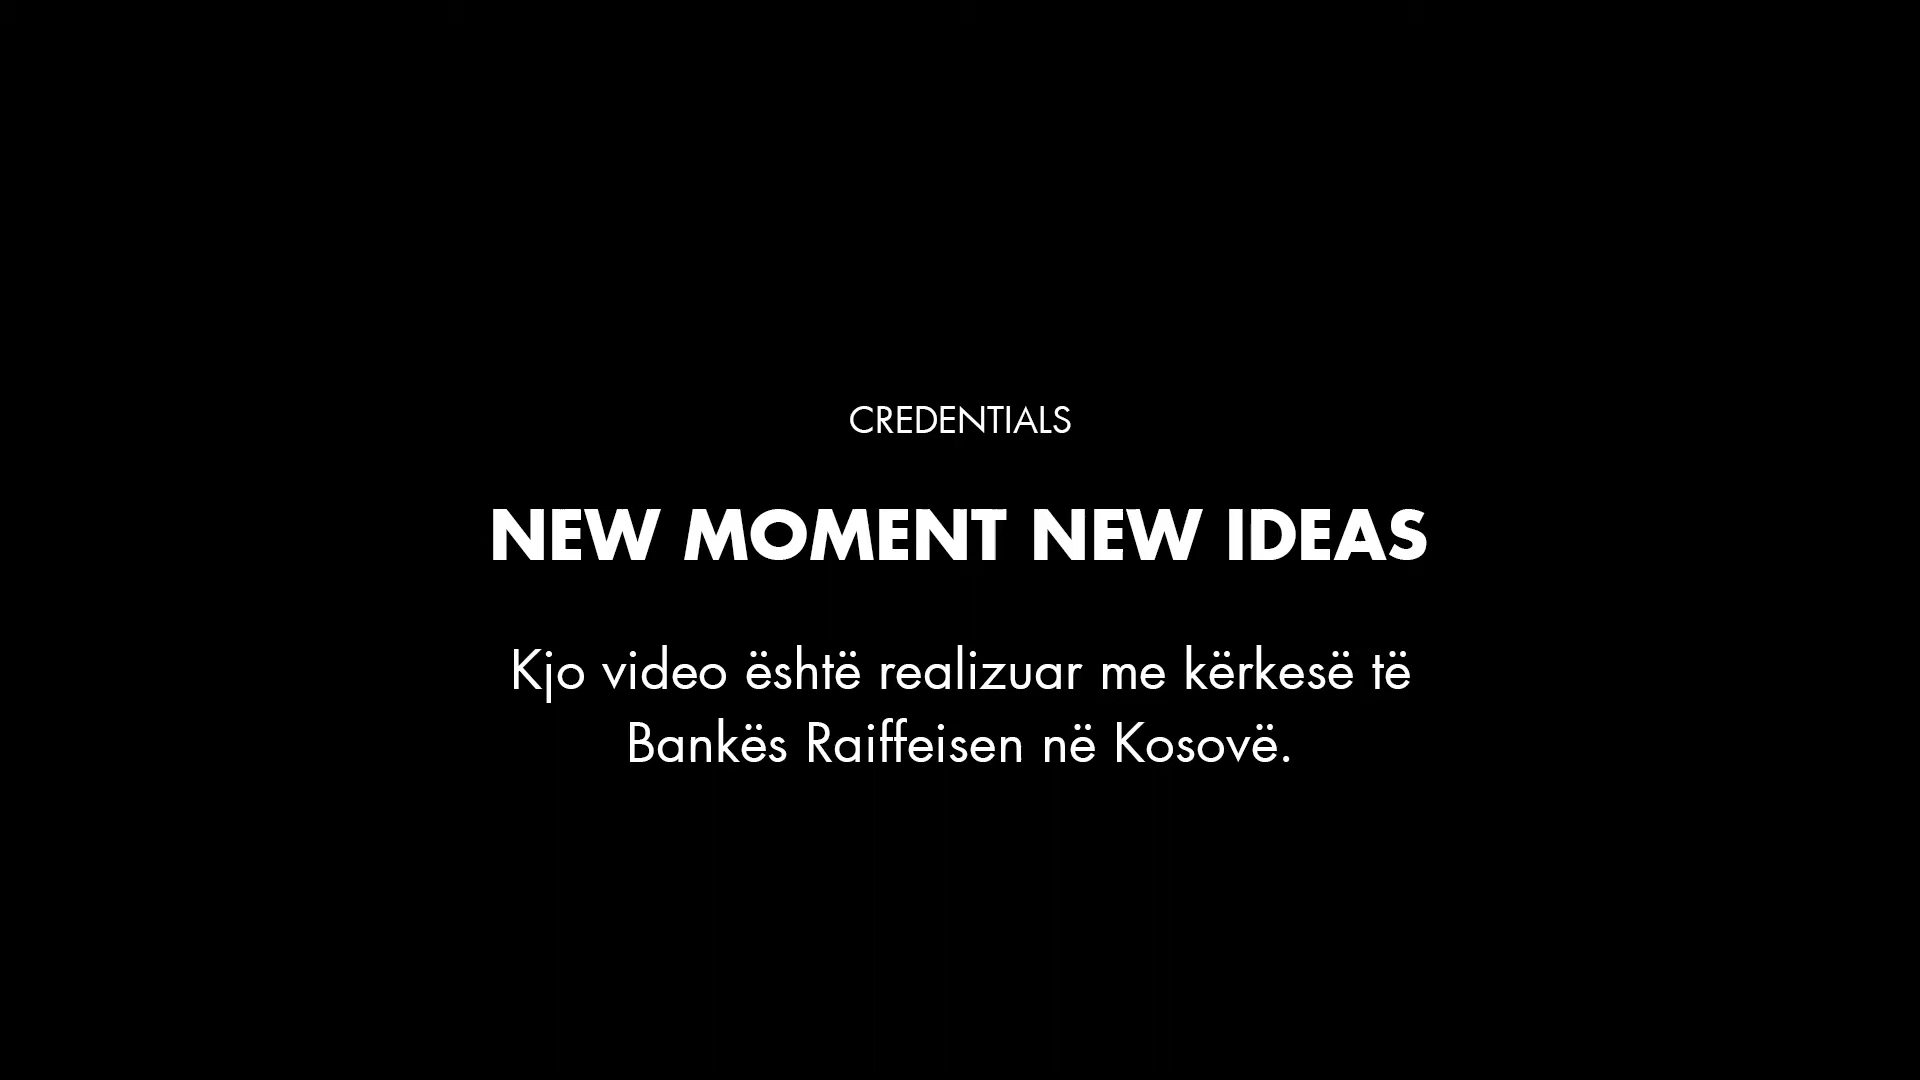 CREDENTIALS
NEW MOMENT NEW IDEAS
Kjo video është realizuar me kërkesë të
Bankës Raiffeisen në Kosovë.